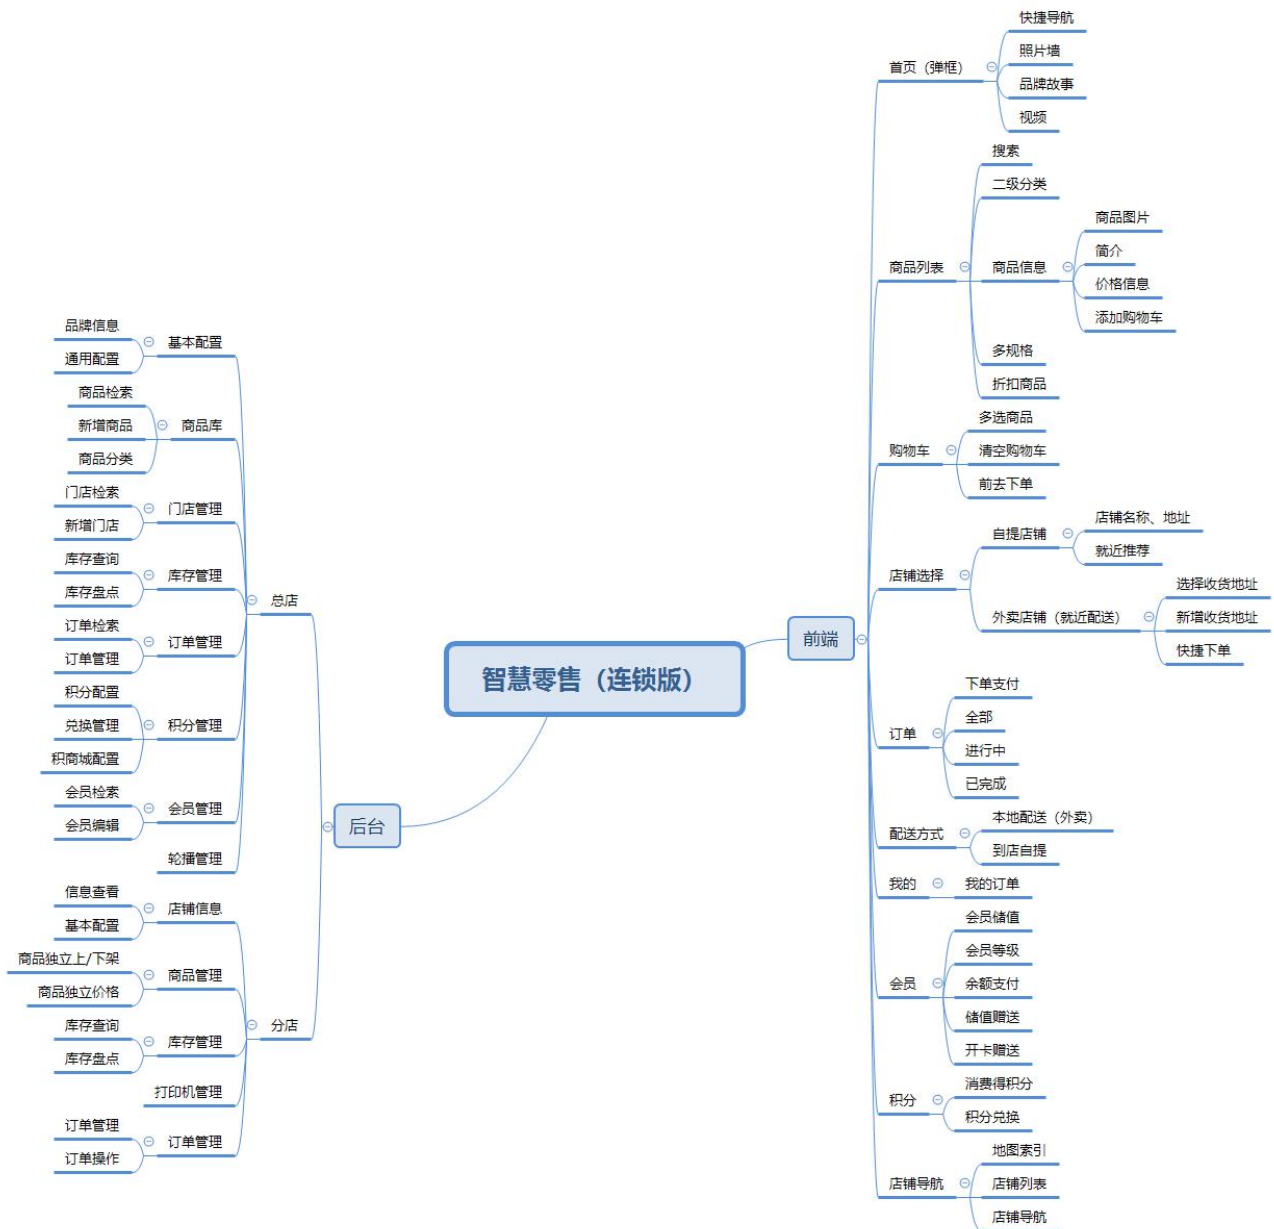 智慧零售（连锁版）
前端
首页（弹框）
快捷导航
照片墙
品牌故事
视频
商品列表
搜索
二级分类
商品信息
商品图片
简介
价格信息
添加购物车
多规格
折扣商品
购物车
多选商品
清空购物车
前去下单
店铺选择
自提店铺
店铺名称、地址
就近推荐
外卖店铺（就近配送）
选择收货地址
新增收货地址
快捷下单
订单
下单支付
全部
进行中
已完成
配送方式
本地配送（外卖）
到店自提
我的
我的订单
会员
会员储值
会员等级
余额支付
储值赠送
开卡赠送
积分
消费得积分
积分兑换
店铺导航
地图索引
店铺列表
店铺导航
后台
总店
基本配置
品牌信息
通用配置
商品库
商品检索
新增商品
商品分类
门店管理
门店检索
新增门店
库存管理
库存查询
库存盘点
订单管理
订单检索
订单管理
积分管理
积分配置
兑换管理
积商城配置
会员管理
会员检索
会员编辑
轮播管理
分店
店铺信息
信息查看
基本配置
商品管理
商品独立上/下架
商品独立价格
库存管理
库存查询
库存盘点
打印机管理
订单管理
订单管理
订单操作